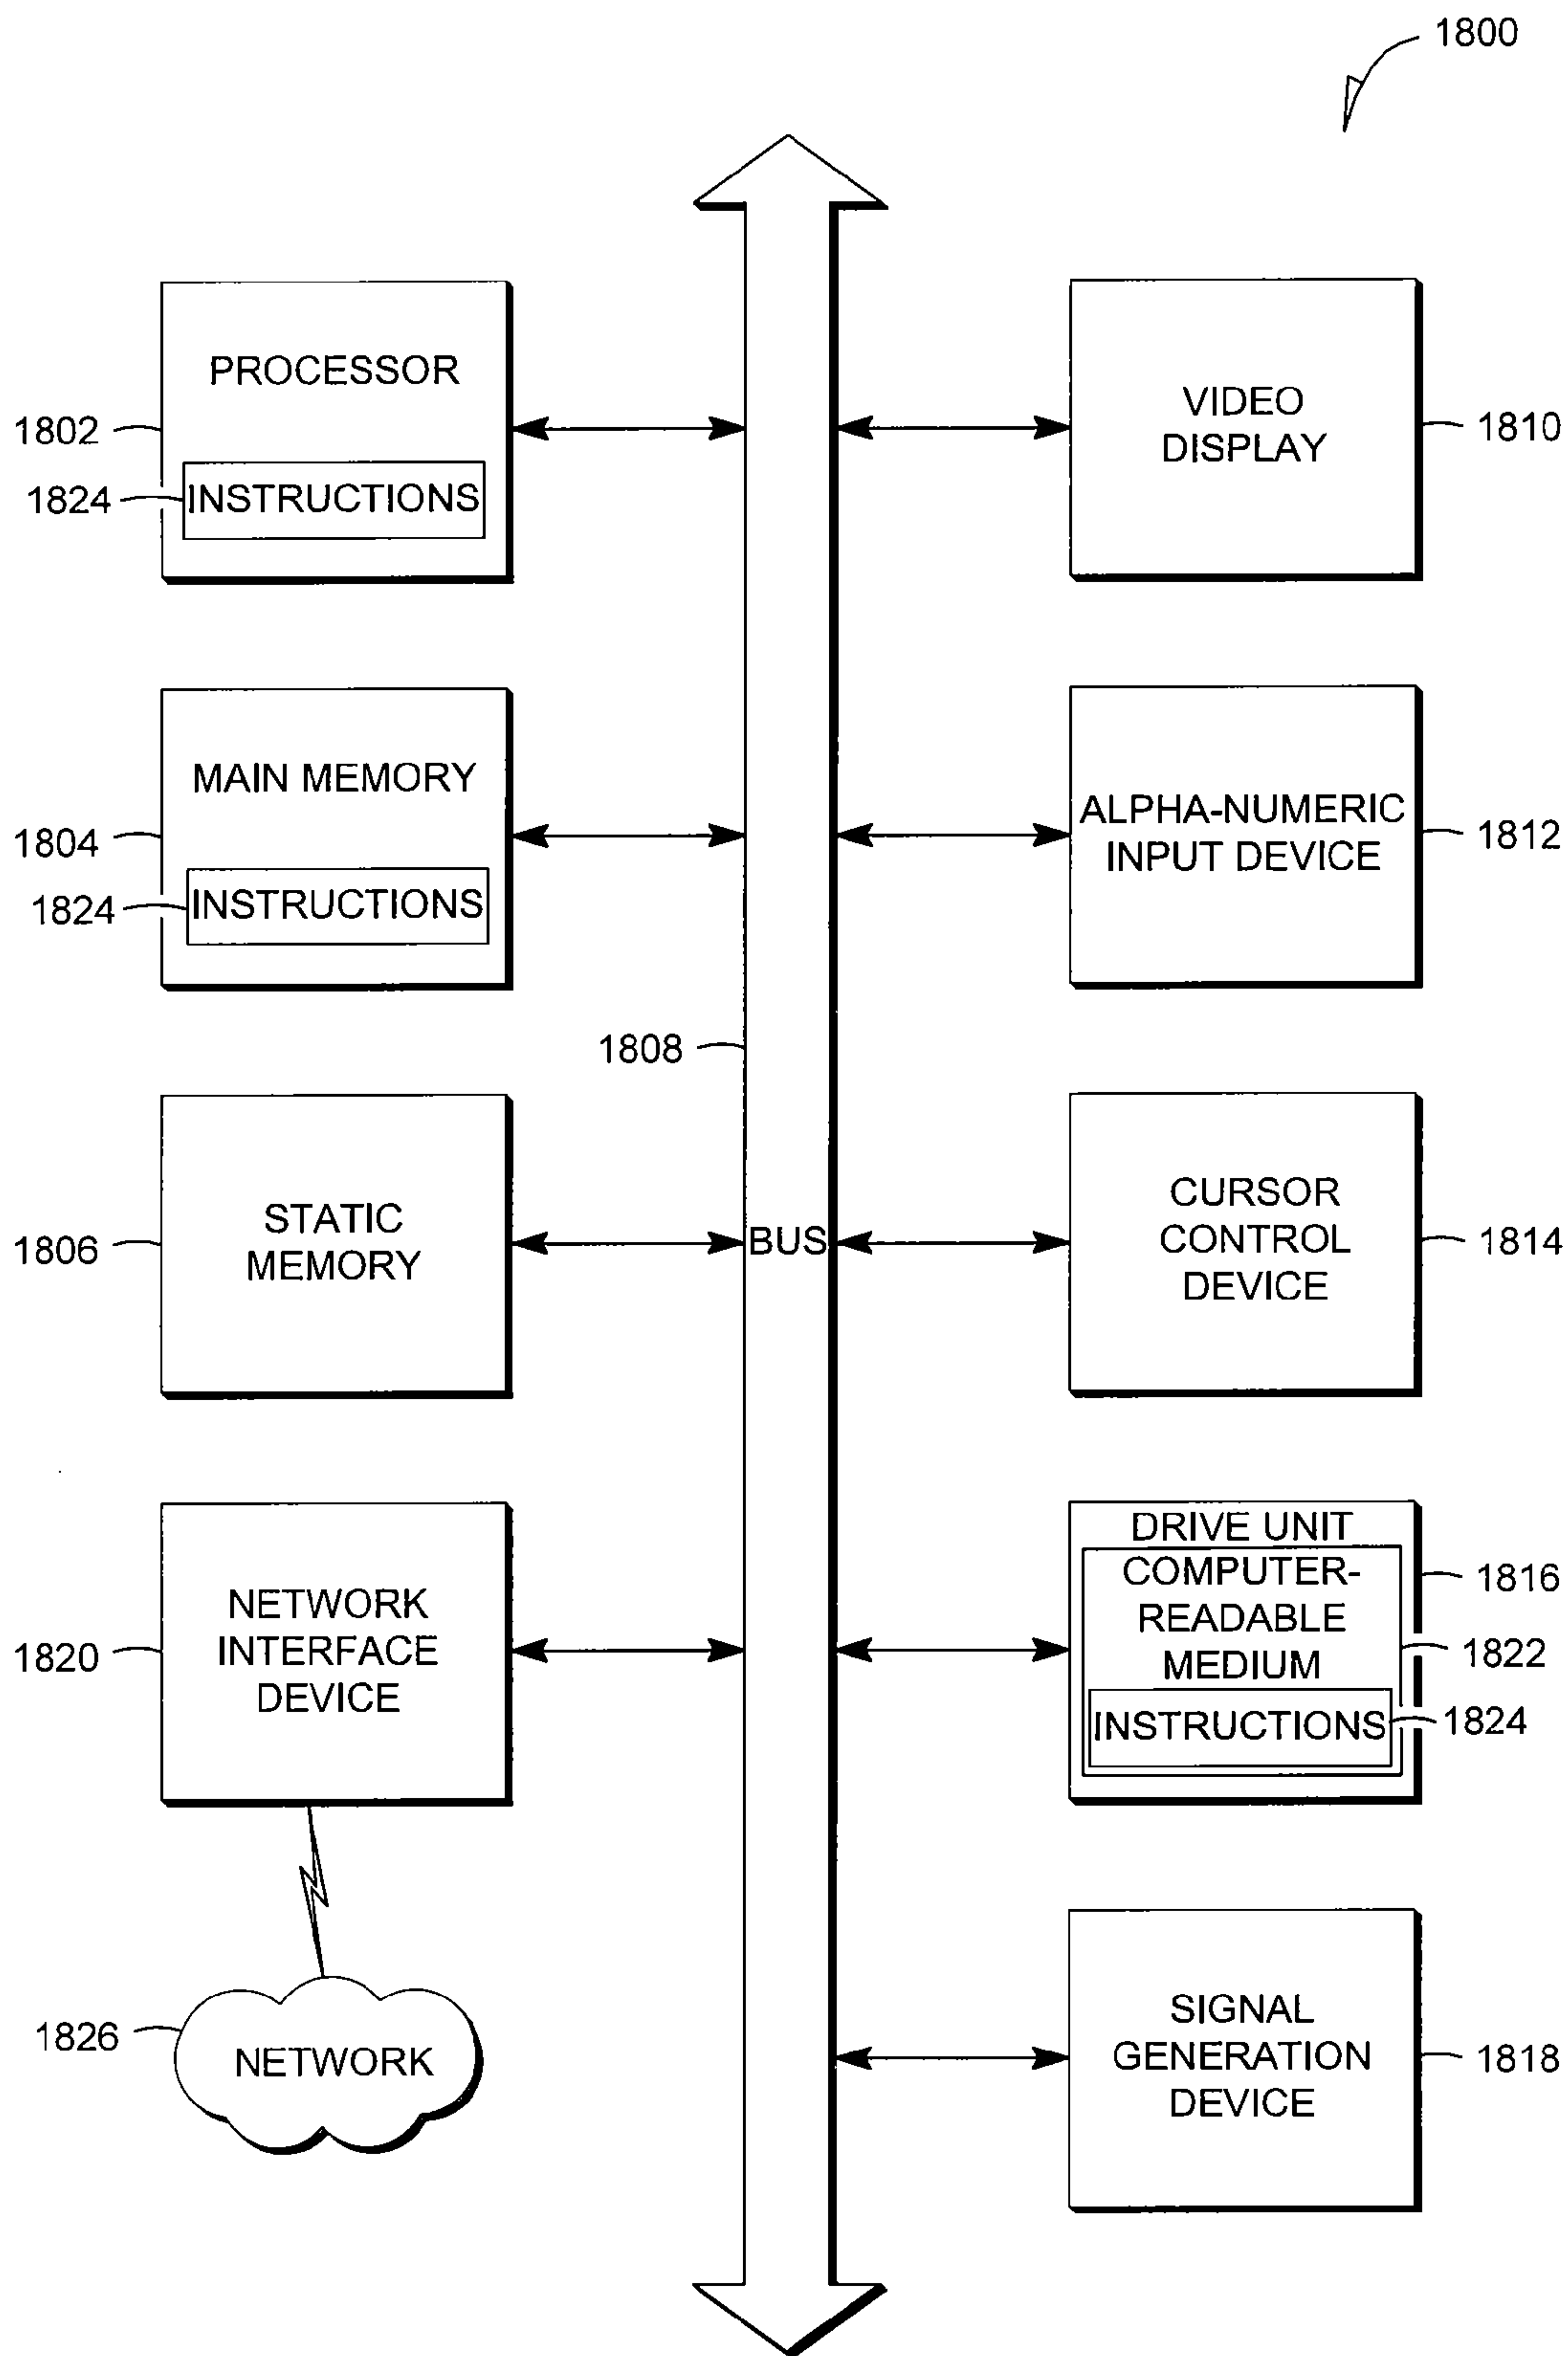 1800
PROCESSOR
1802
1824
INSTRUCTIONS
VIDEO
DISPLAY
1810
MAIN MEMORY
1804
1824
INSTRUCTIONS
ALPHA-NUMERIC
INPUT DEVICE
1812
1808
STATIC
MEMORY
1806
BUS
CURSOR
CONTROL
DEVICE
1814
NETWORK
INTERFACE
DEVICE
1820
DRIVE UNIT
1816
COMPUTER-
READABLE
MEDIUM
1822
INSTRUCTIONS
1824
1826
NETWORK
SIGNAL
GENERATION
DEVICE
1818